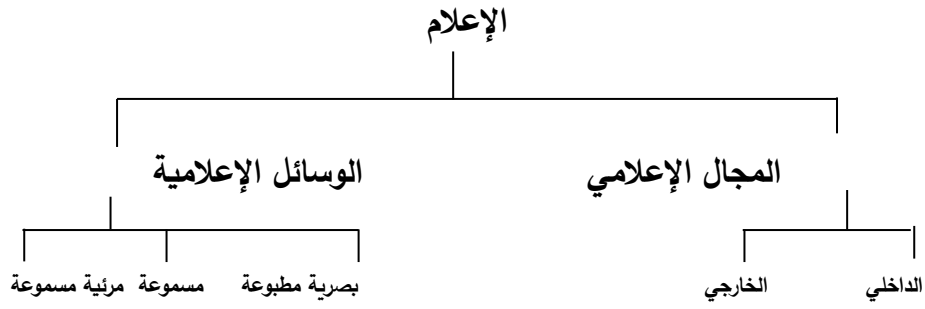 الإعلام
المجال الإعلامي الوسائل الإعلامية
الداخلي الخارجي بصرية مطبوعة مسموعة مرئية مسموعة